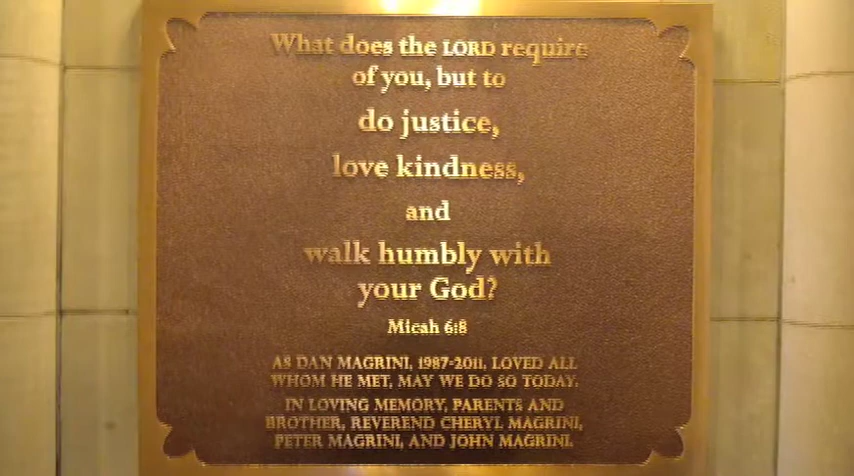 What does the LORD require
of you, but to
do justice,
love kindness,
and
walk humbly with
your God?
Micah 6:8
AS DAN MAGRINI, 1987-2011, LOVED ALL
WHOM HE MET, MAY WE DO SO TODAY.
IN LOVING MEMORY, PARENTS AND
BROTHER, REVEREND CHERYL MAGRINI,
PETER MAGRINI, AND JOHN MAGRINI.